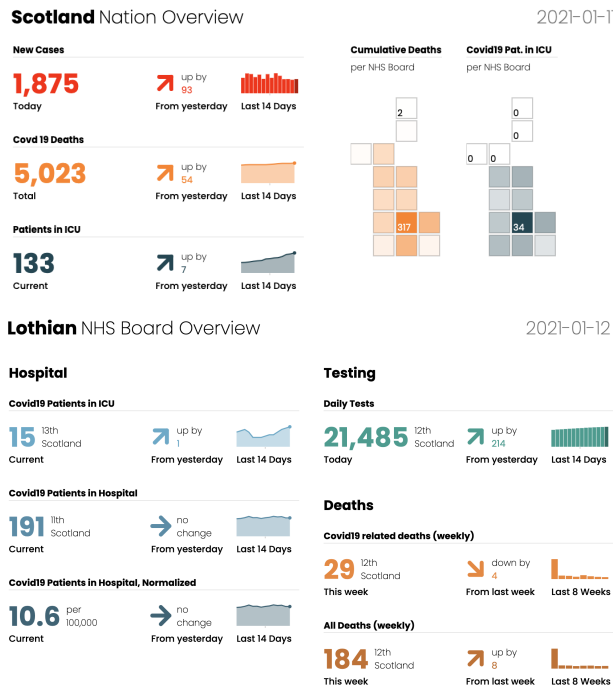 Scotland Nation Overview
2021-01-11
New Cases
1,875
Today
up by
93
From yesterday
Last 14 Days
Covd 19 Deaths
5,023
Total
up by
54
From yesterday
Last 14 Days
Patients in ICU
133
Current
up by
7
From yesterday
Last 14 Days
Cumulative Deaths
per NHS Board
2
317
Covid19 Pat. in ICU
per NHS Board
0
0
0 0
34
Lothian NHS Board Overview
2021-01-12
Hospital
Covid19 Patients in ICU
15
13th
Scotland
Current
up by
1
From yesterday
Last 14 Days
Covid19 Patients in Hospital
191
11th
Scotland
Current
no
change
From yesterday
Last 14 Days
Covid19 Patients in Hospital, Normalized
10.6
per
100,000
Current
no
change
From yesterday
Last 14 Days
Testing
Daily Tests
21,485
12th
Scotland
Today
up by
214
From yesterday
Last 14 Days
Deaths
Covid19 related deaths (weekly)
29
12th
Scotland
This week
down by
4
From last week
Last 8 Weeks
All Deaths (weekly)
184
12th
Scotland
This week
up by
8
From last week
Last 8 Weeks